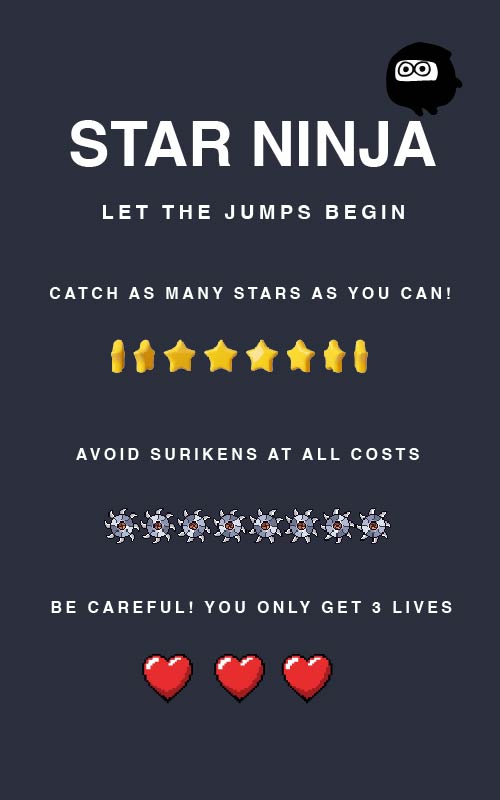 STAR NINJA
LET THE JUMPS BEGIN
CATCH AS MANY STARS AS YOU CAN!
AVOID SURIKENS AT ALL COSTS
BE CAREFUL! YOU ONLY GET 3 LIVES